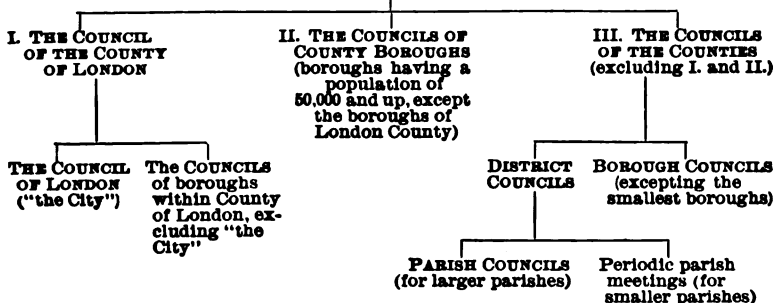 I. THE COUNCIL
OF THE COUNTY
OF LONDON
II. THE COUNCILS OF
COUNTY BOROUGHS
(boroughs having a
population of
50,000 and up, except
the boroughs of
London County)
III. THE COUNCILS
OF THE COUNTIES
(excluding I. and II.)
THE COUNCIL
OF LONDON
("the City")
The COUNCILS
of boroughs
within County
of London, ex-
cluding "the
City"
DISTRICT
COUNCILS
BOROUGH COUNCILS
(excepting the
smallest boroughs)
PARISH COUNCILS
(for larger parishes)
Periodic parish
meetings (for
smaller parishes)